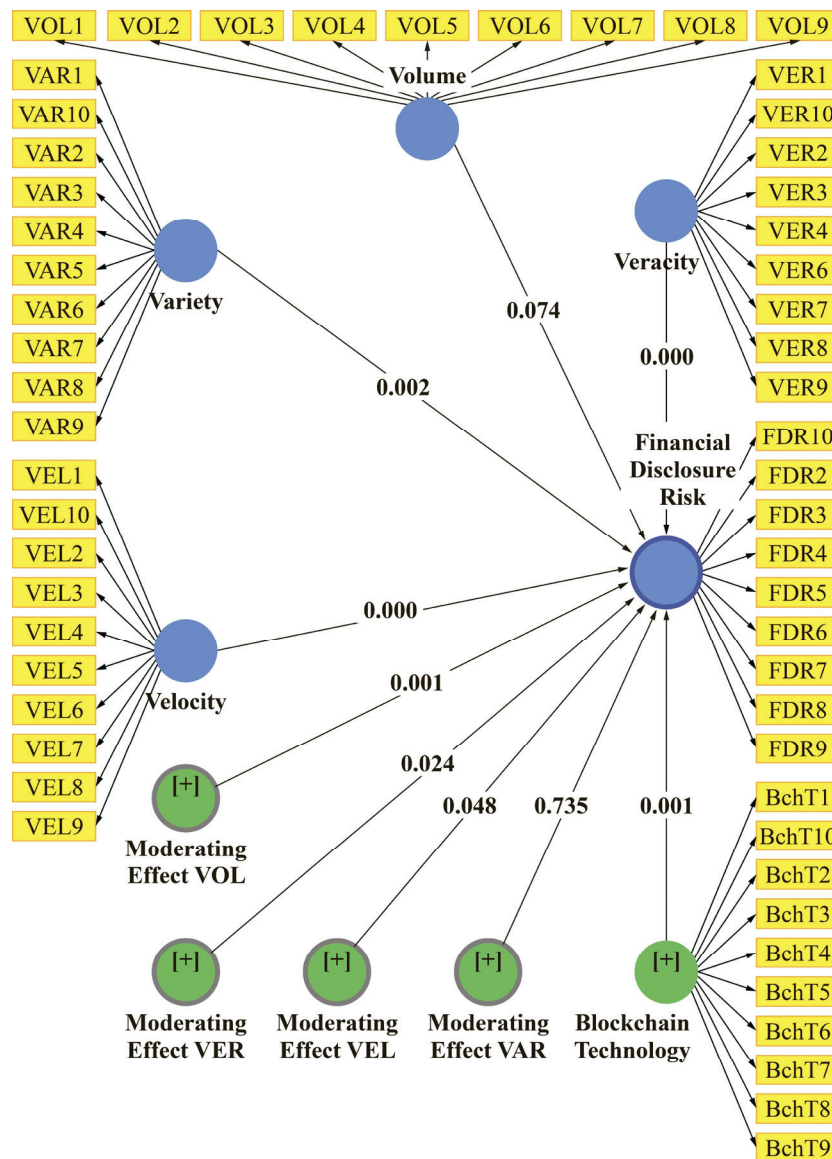 VOL1 VOL2 VOL3 VOL4 VOL5 VOL6 VOL7 VOL8 VOL9
Volume
VAR1
VAR10
VAR2
VAR3
VAR4
VAR5
VAR6
VAR7
VAR8
VAR9
Variety
VER1
VER10
VER2
VER3
VER4
VER6
VER7
VER8
VER9
Veracity
0.074
0.000
0.002
Financial
Disclosure
Risk
FDR10
FDR2
FDR3
FDR4
FDR5
FDR6
FDR7
FDR8
FDR9
VEL1
VEL10
VEL2
VEL3
VEL4
VEL5
VEL6
VEL7
VEL8
VEL9
Velocity
0.000
0.001
0.024
0.048
0.735
0.001
[+]
Moderating
Effect VOL
[+]
Moderating
Effect VER
[+]
Moderating
Effect VEL
[+]
Moderating
Effect VAR
[+]
Blockchain
Technology
BchT1
BchT10
BchT2
BchT3
BchT4
BchT5
BchT6
BchT7
BchT8
BchT9